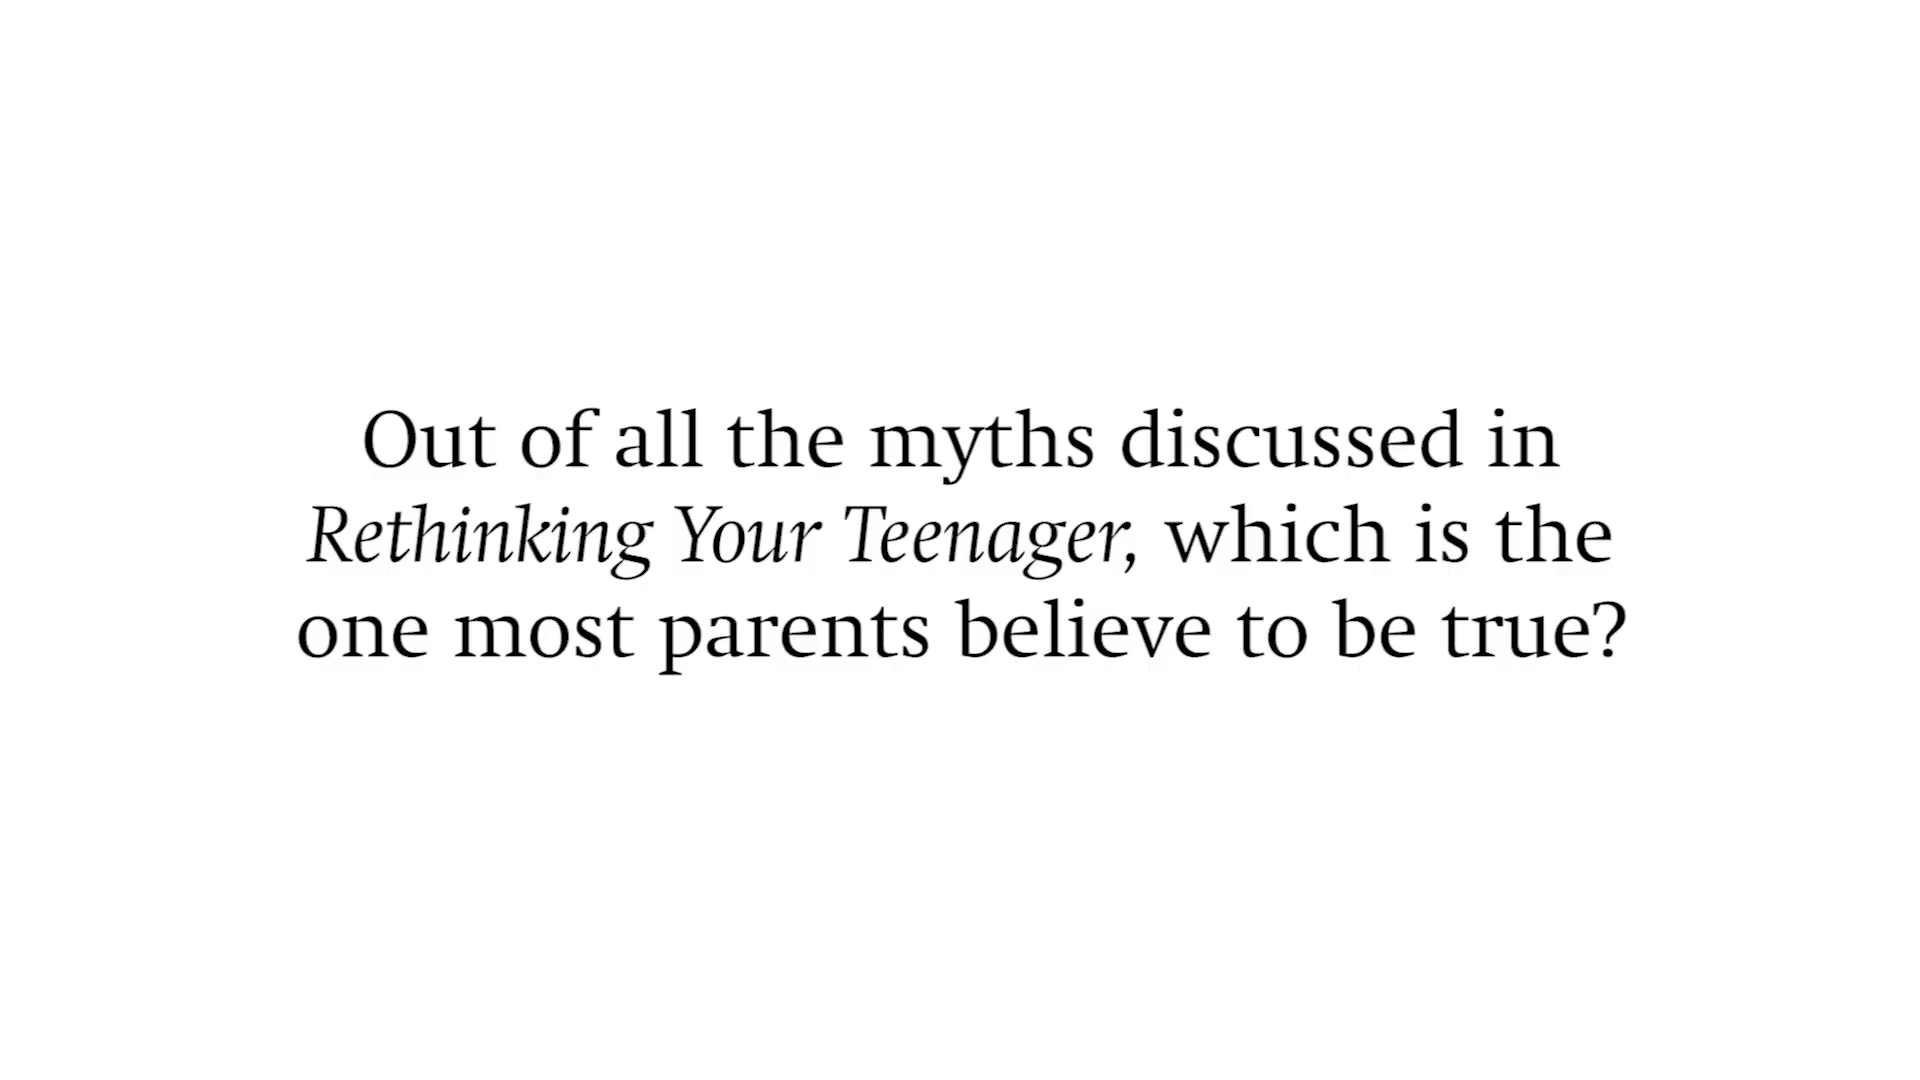 Out of all the myths discussed in
Rethinking Your Teenager, which is the
one most parents believe to be true?